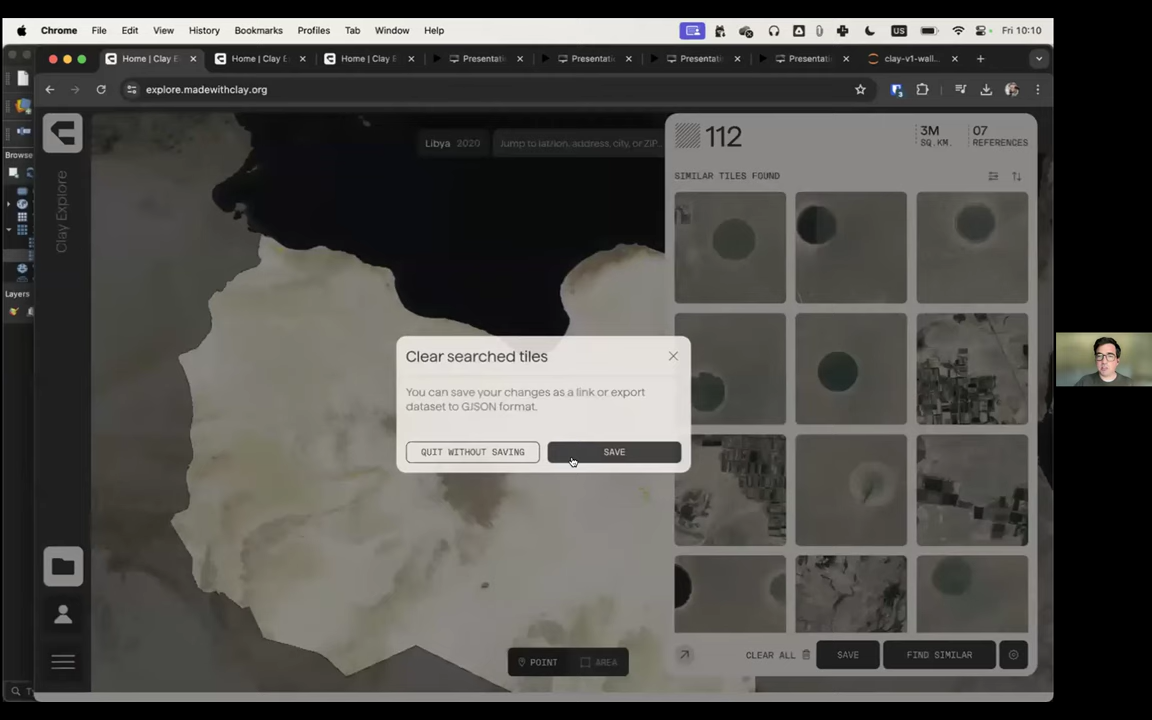 Chrome File Edit View History Bookmarks Profiles Tab Window Help US Fri 10:10
Home | Clay E Home | Clay E Home | Clay E Presentati Presentati Presentati Presentati clay-v1-wall...
explore.madewithclay.org
Browse
Layers
Clay Explore
Libya 2020 Jump to lat/lon, address, city, or ZiP..
112
3M
SQ.KM.
07
REFERENCES
SIMILAR TILES FOUND
Clear searched tiles
You can save your changes as a link or export
dataset to GJSON format.
QUIT WITHOUT SAVING SAVE
POINT AREA
CLEAR ALL SAVE FIND SIMILAR